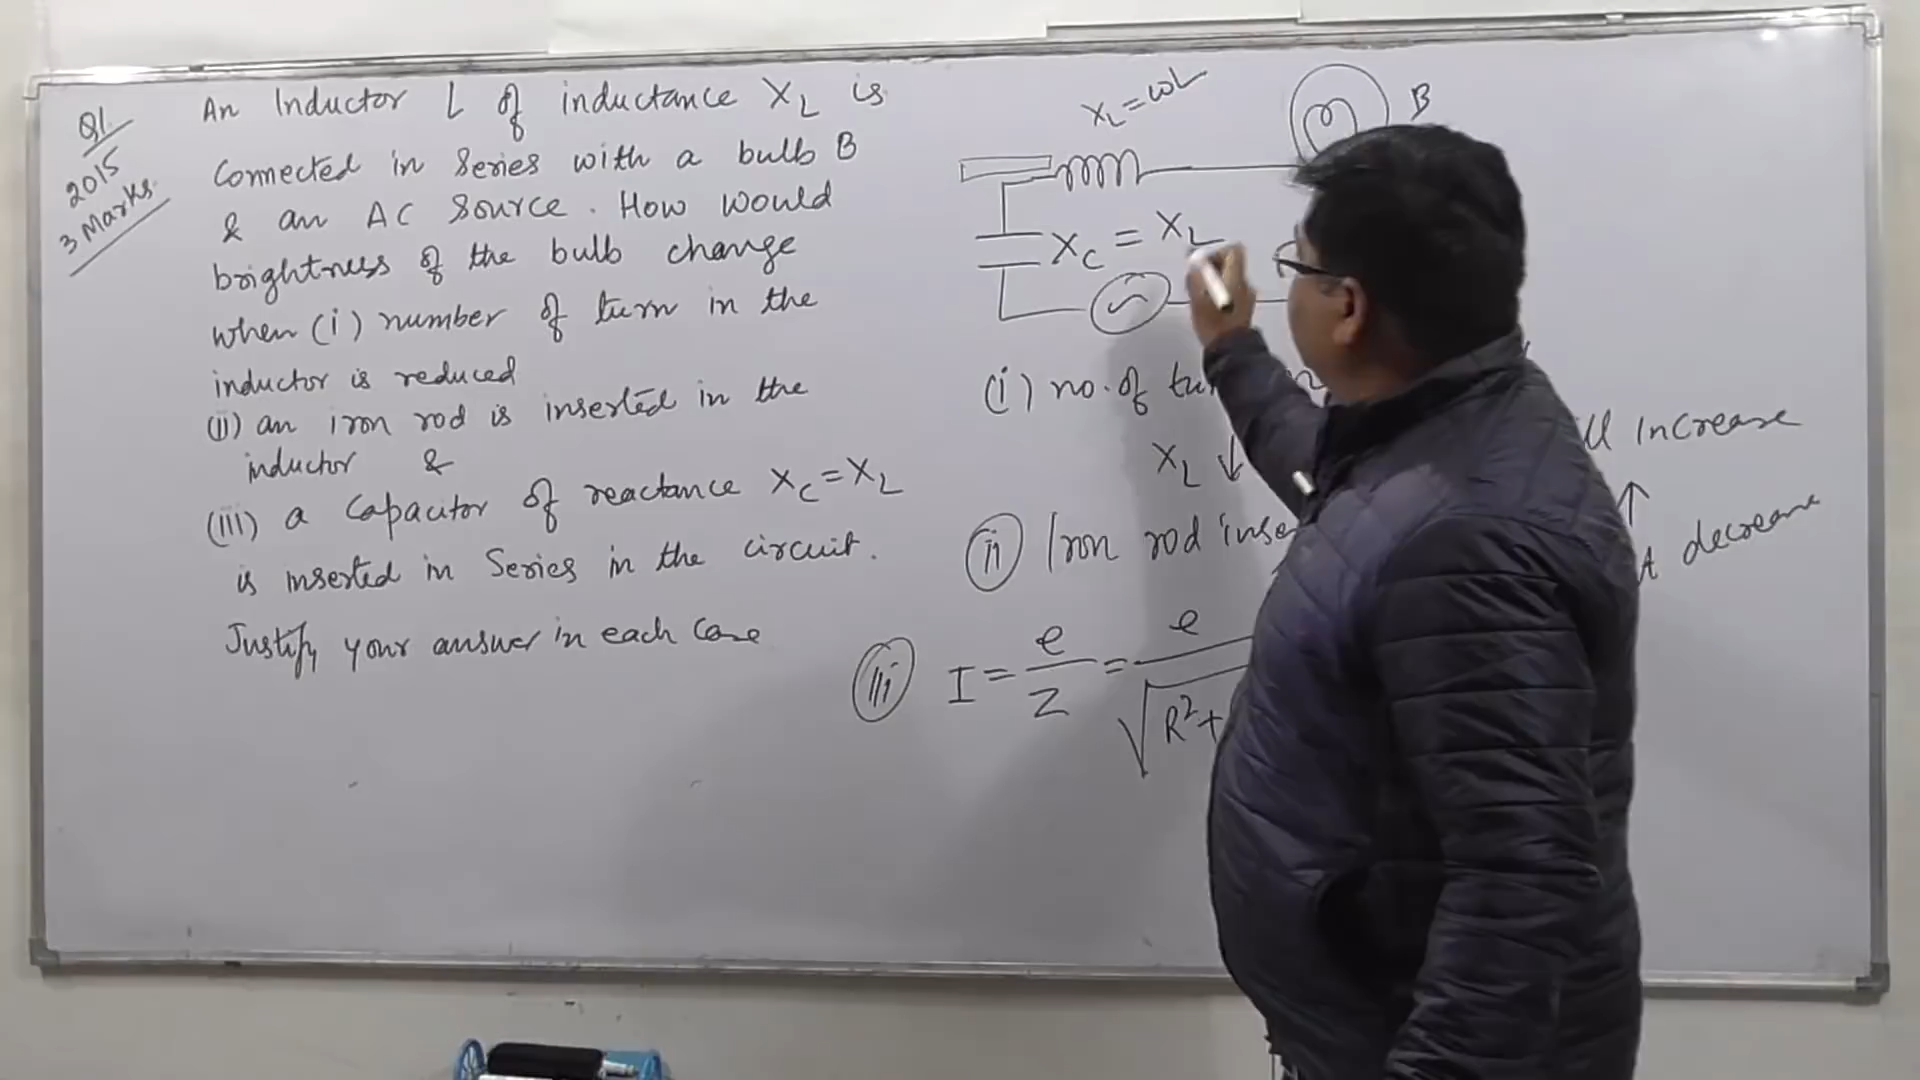 Q1
2015
3 Marks
An Inductor L of inductance XL is
Connected in Series with a bulb B
& an AC Source. How would
brightness of the bulb change
when (i) number of turn in the
inductor is reduced
(ii) an iron rod is inserted in the
inductor &
(iii) a capacitor of reactance XC = XL
is inserted in Series in the circuit.
Justify your answer in each Case
XL = ωL
B
XC = XL
(i) no. of
increase
XL ↓
↑
(ii) Iron rod
decrease
(iii) I = e/Z = e/√R²+